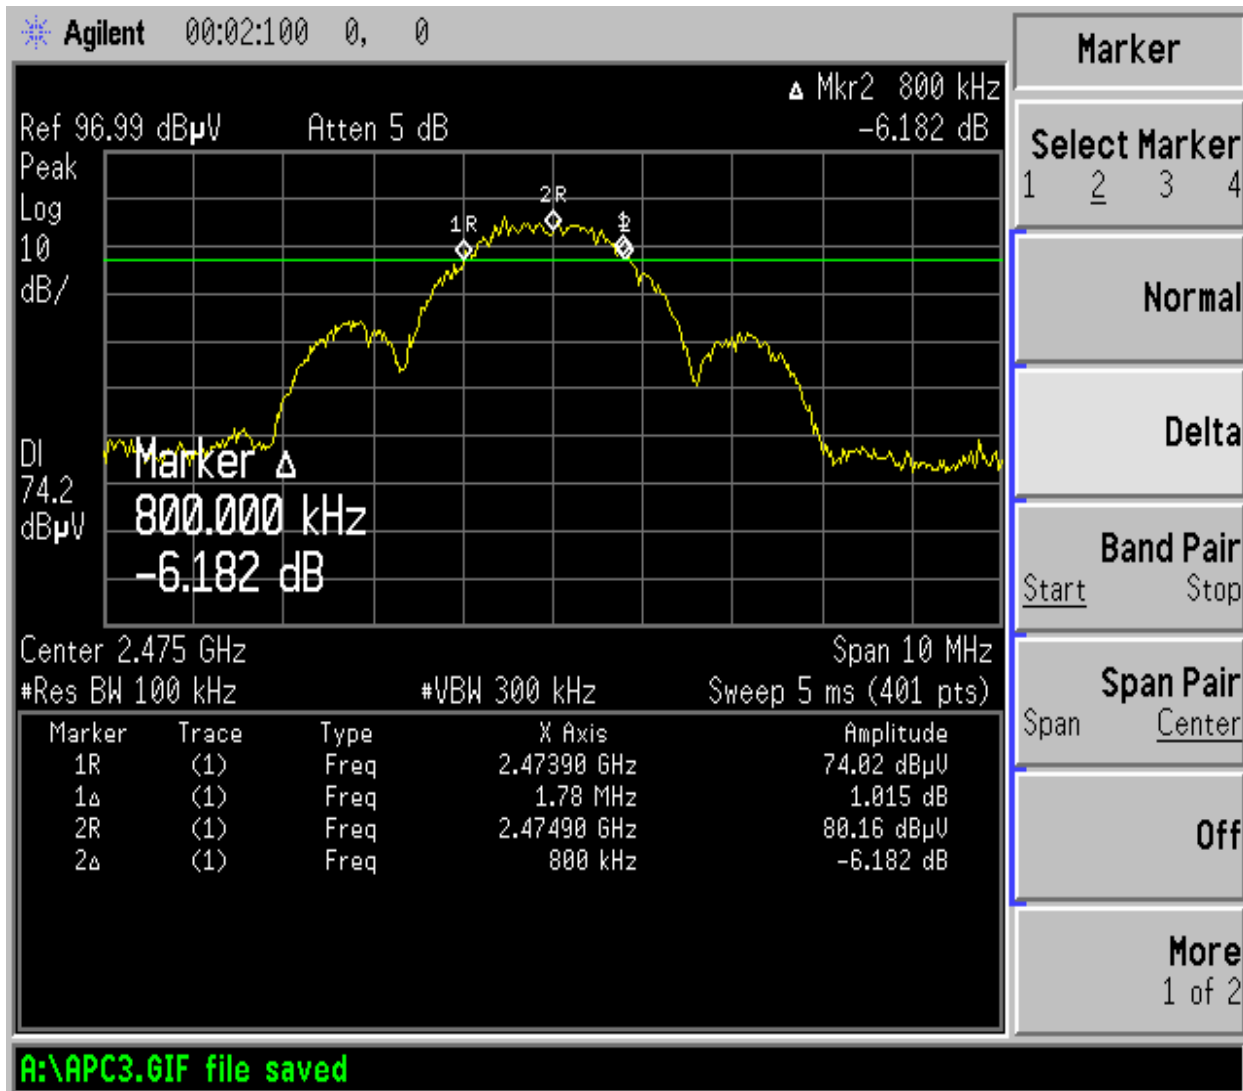 Agilent 00:02:100 0, 0
Marker
Δ Mkr2 800 kHz
Ref 96.99 dBµV Atten 5 dB -6.182 dB
Peak
Log
10
dB/
1R
2R
1
2
DI
74.2
dBµV
Marker Δ
800.000 kHz
-6.182 dB
Center 2.475 GHz Span 10 MHz
#Res BW 100 kHz #VBW 300 kHz Sweep 5 ms (401 pts)
Marker Trace Type X Axis Amplitude
1R (1) Freq 2.47390 GHz 74.02 dBµV
1Δ (1) Freq 1.78 MHz 1.015 dB
2R (1) Freq 2.47490 GHz 80.16 dBµV
2Δ (1) Freq 800 kHz -6.182 dB
Select Marker
1 2 3 4
Normal
Delta
Band Pair
Start Stop
Span Pair
Span Center
Off
More
1 of 2
A:\APC3.GIF file saved